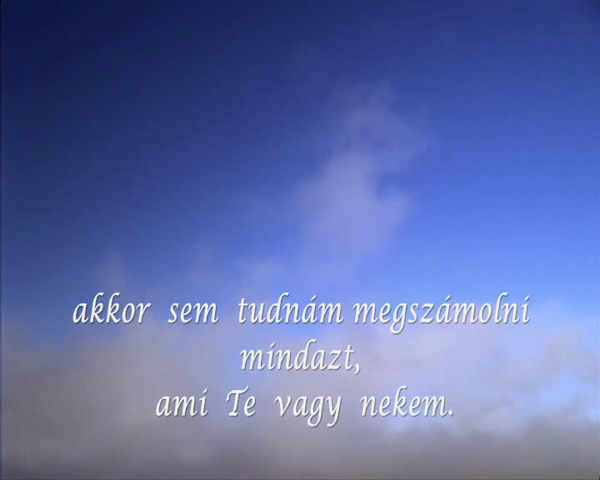 akkor sem tudnám megszámolni
mindazt,
ami Te vagy nekem.